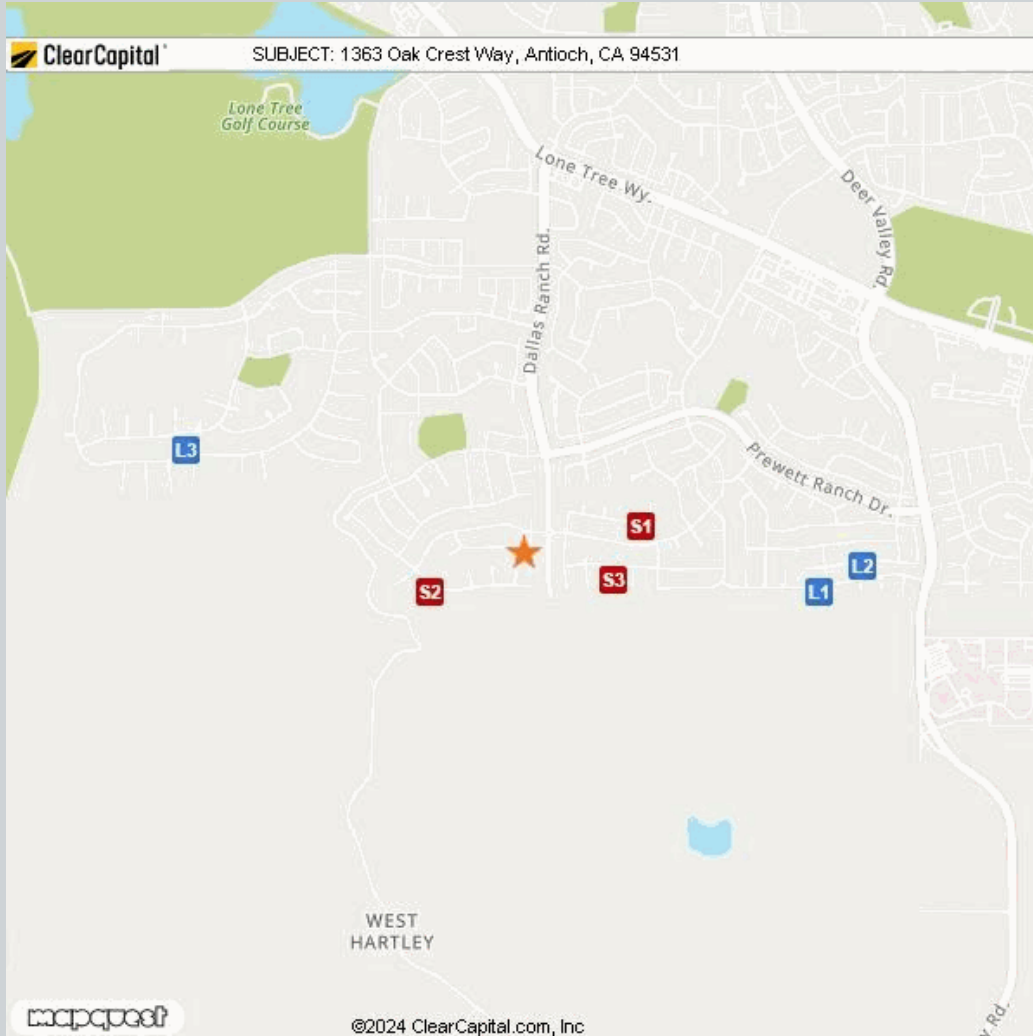 ClearCapital
SUBJECT: 1363 Oak Crest Way, Antioch, CA 94531
Lone Tree
Golf Course
Lone Tree Wy.
Deer Valley Rd.
Dallas Ranch Rd.
L3
Prewett Ranch Dr.
S1
L2
S3
S2
L1
WEST
HARTLEY
y Rd.
mapquest
©2024 ClearCapital.com, Inc